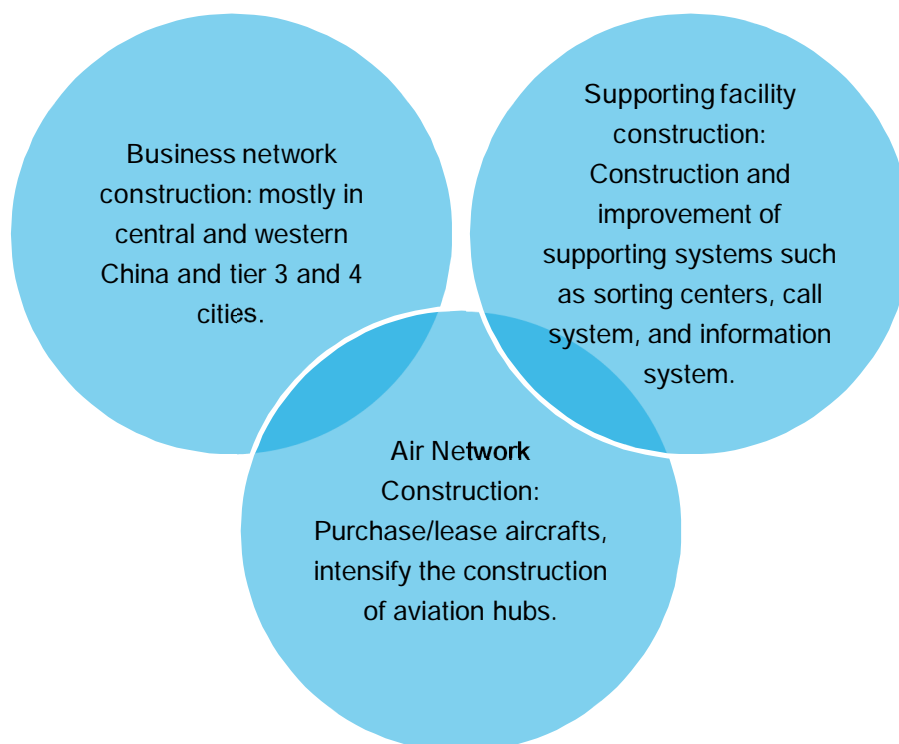 Business network
construction: mostly in
central and western
China and tier 3 and 4
cities.
Supporting facility
construction:
Construction and
improvement of
supporting systems such
as sorting centers, call
system, and information
system.
Air Network
Construction:
Purchase/lease aircrafts,
intensify the construction
of aviation hubs.